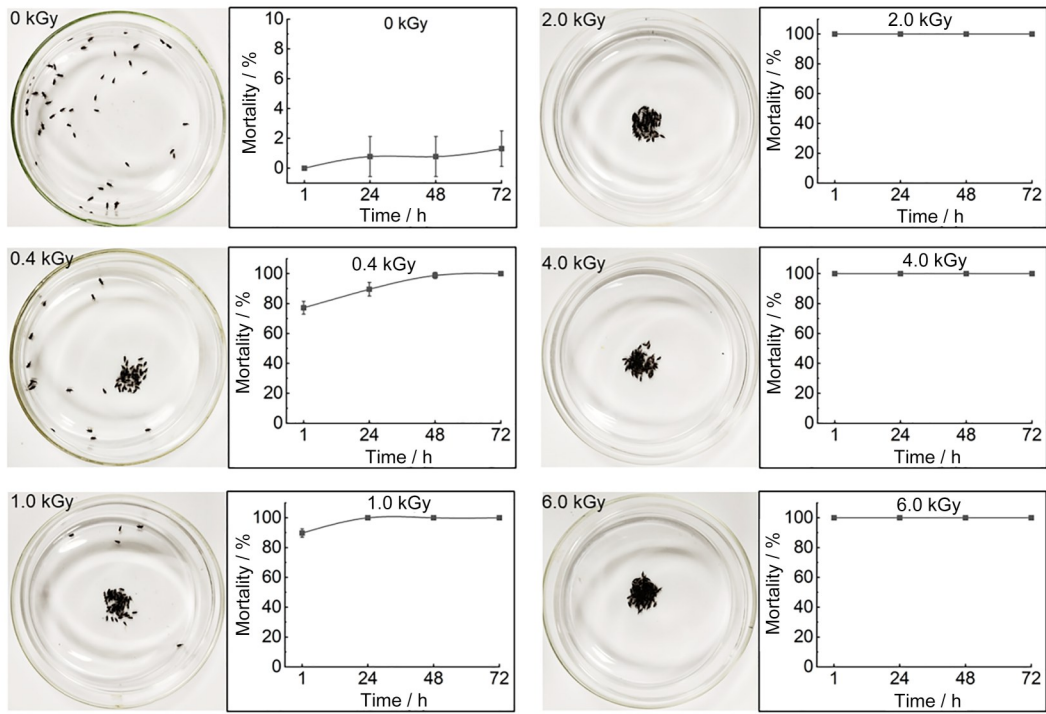 0 kGy
0 kGy
Mortality / %
10
8
6
4
2
0
1 24 48 72
Time / h
2.0 kGy
2.0 kGy
Mortality / %
100
80
60
40
20
0
1 24 48 72
Time / h
0.4 kGy
0.4 kGy
Mortality / %
100
80
60
40
20
0
1 24 48 72
Time / h
4.0 kGy
4.0 kGy
Mortality / %
100
80
60
40
20
0
1 24 48 72
Time / h
1.0 kGy
1.0 kGy
Mortality / %
100
80
60
40
20
0
1 24 48 72
Time / h
6.0 kGy
6.0 kGy
Mortality / %
100
80
60
40
20
0
1 24 48 72
Time / h